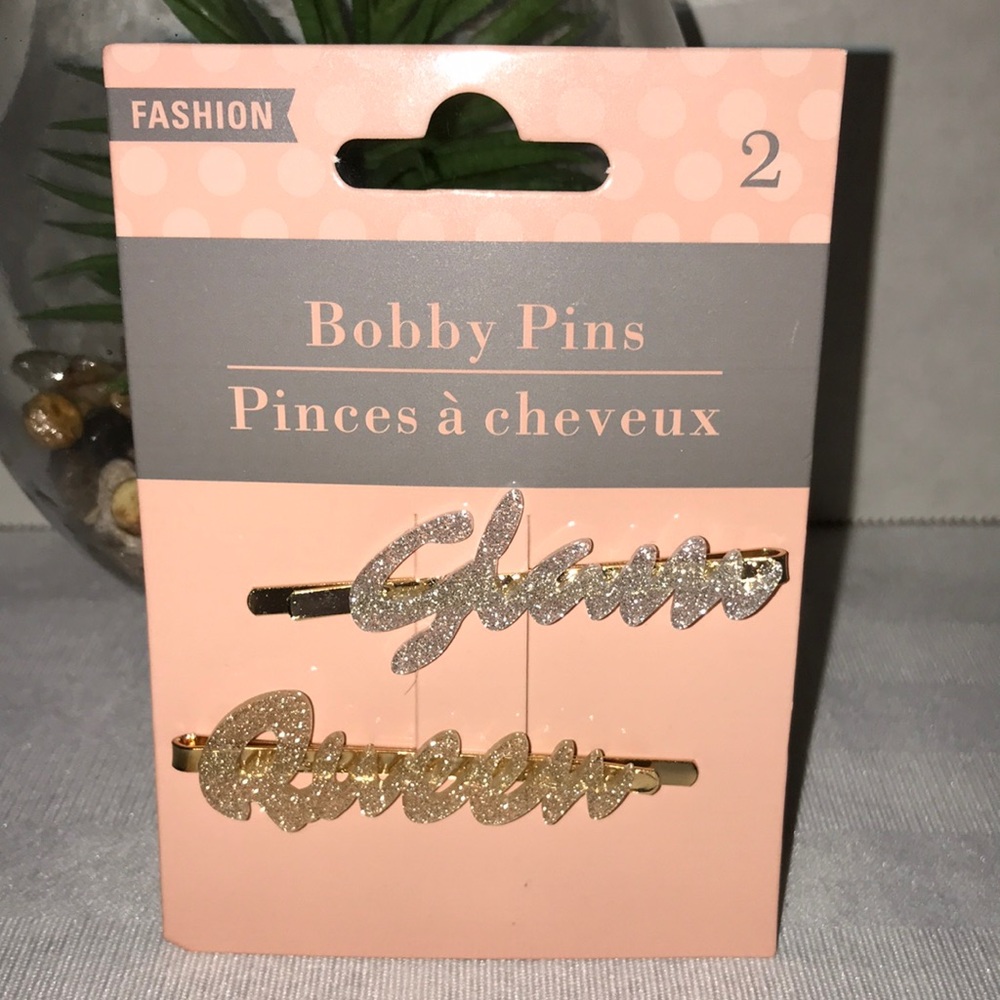 FASHION
2
Bobby Pins
Pinces à cheveux
Glam
Queen